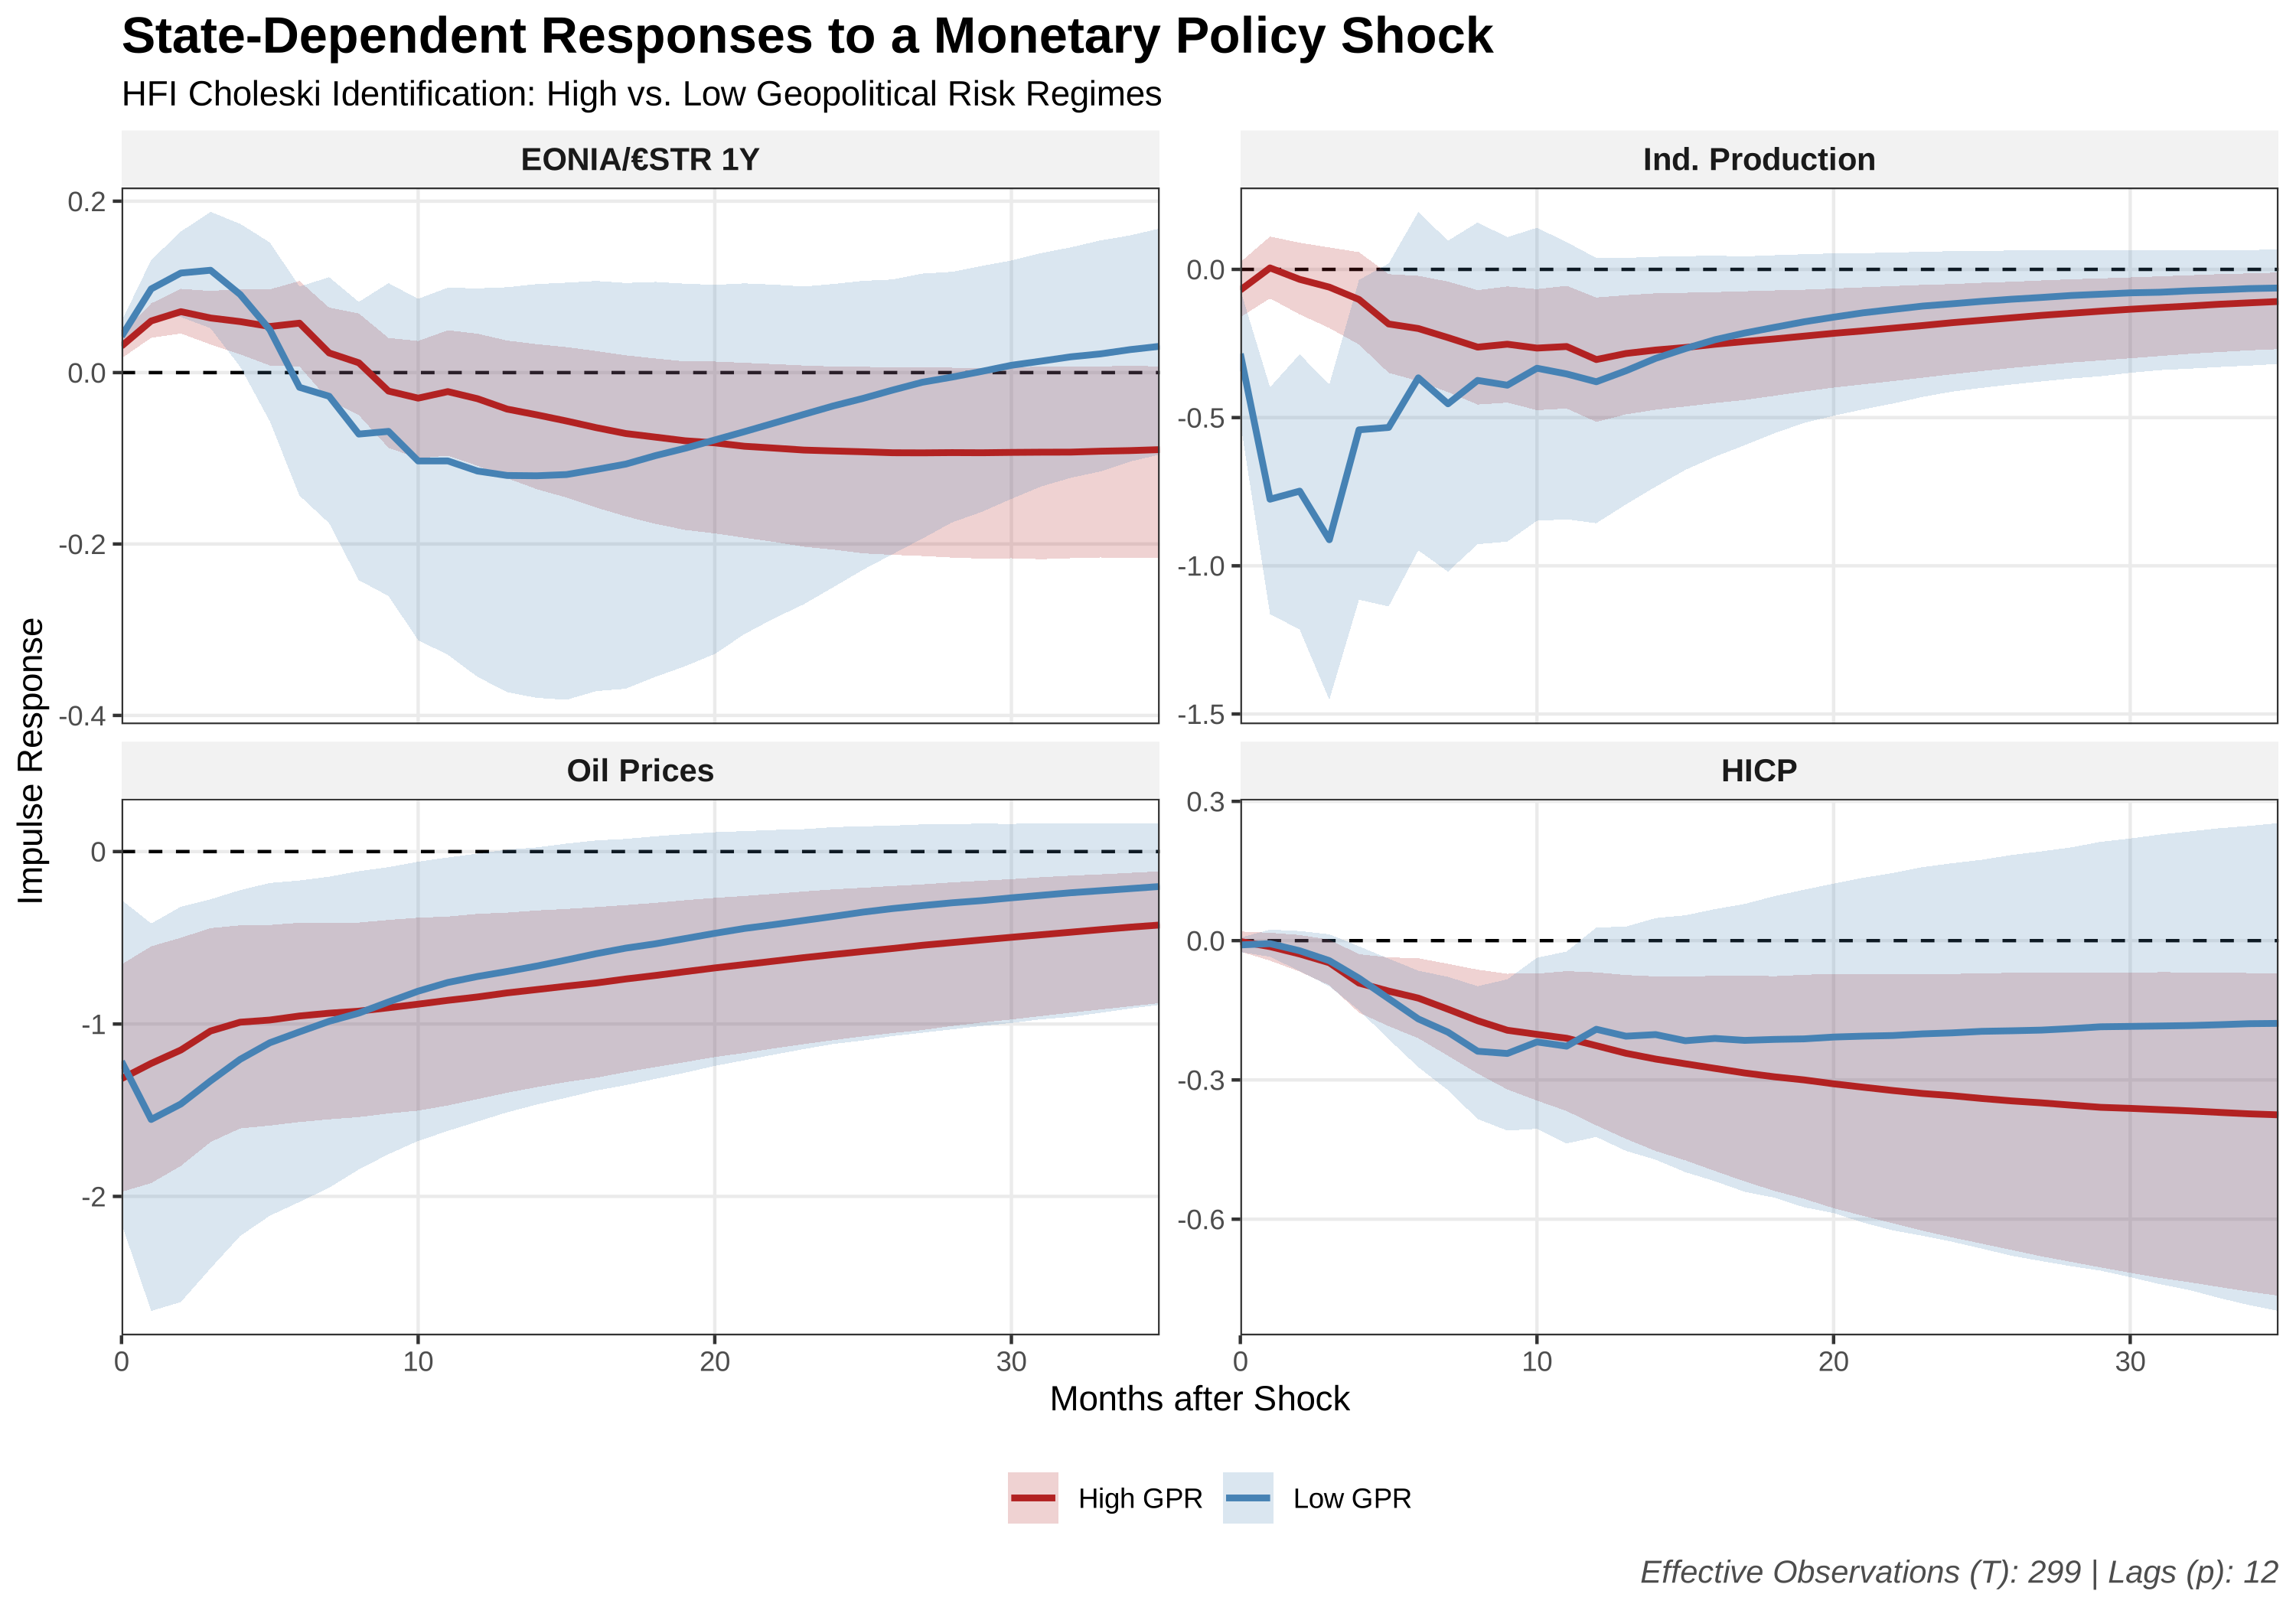 State-Dependent Responses to a Monetary Policy Shock
HFI Choleski Identification: High vs. Low Geopolitical Risk Regimes
EONIA/€STR 1Y
Ind. Production
0.2
0.0
-0.2
-0.4
0.0
-0.5
-1.0
-1.5
Impulse Response
Oil Prices
HICP
0
-1
-2
0.3
0.0
-0.3
-0.6
0 10 20 30
0 10 20 30
Months after Shock
High GPR Low GPR
Effective Observations (T): 299 | Lags (p): 12